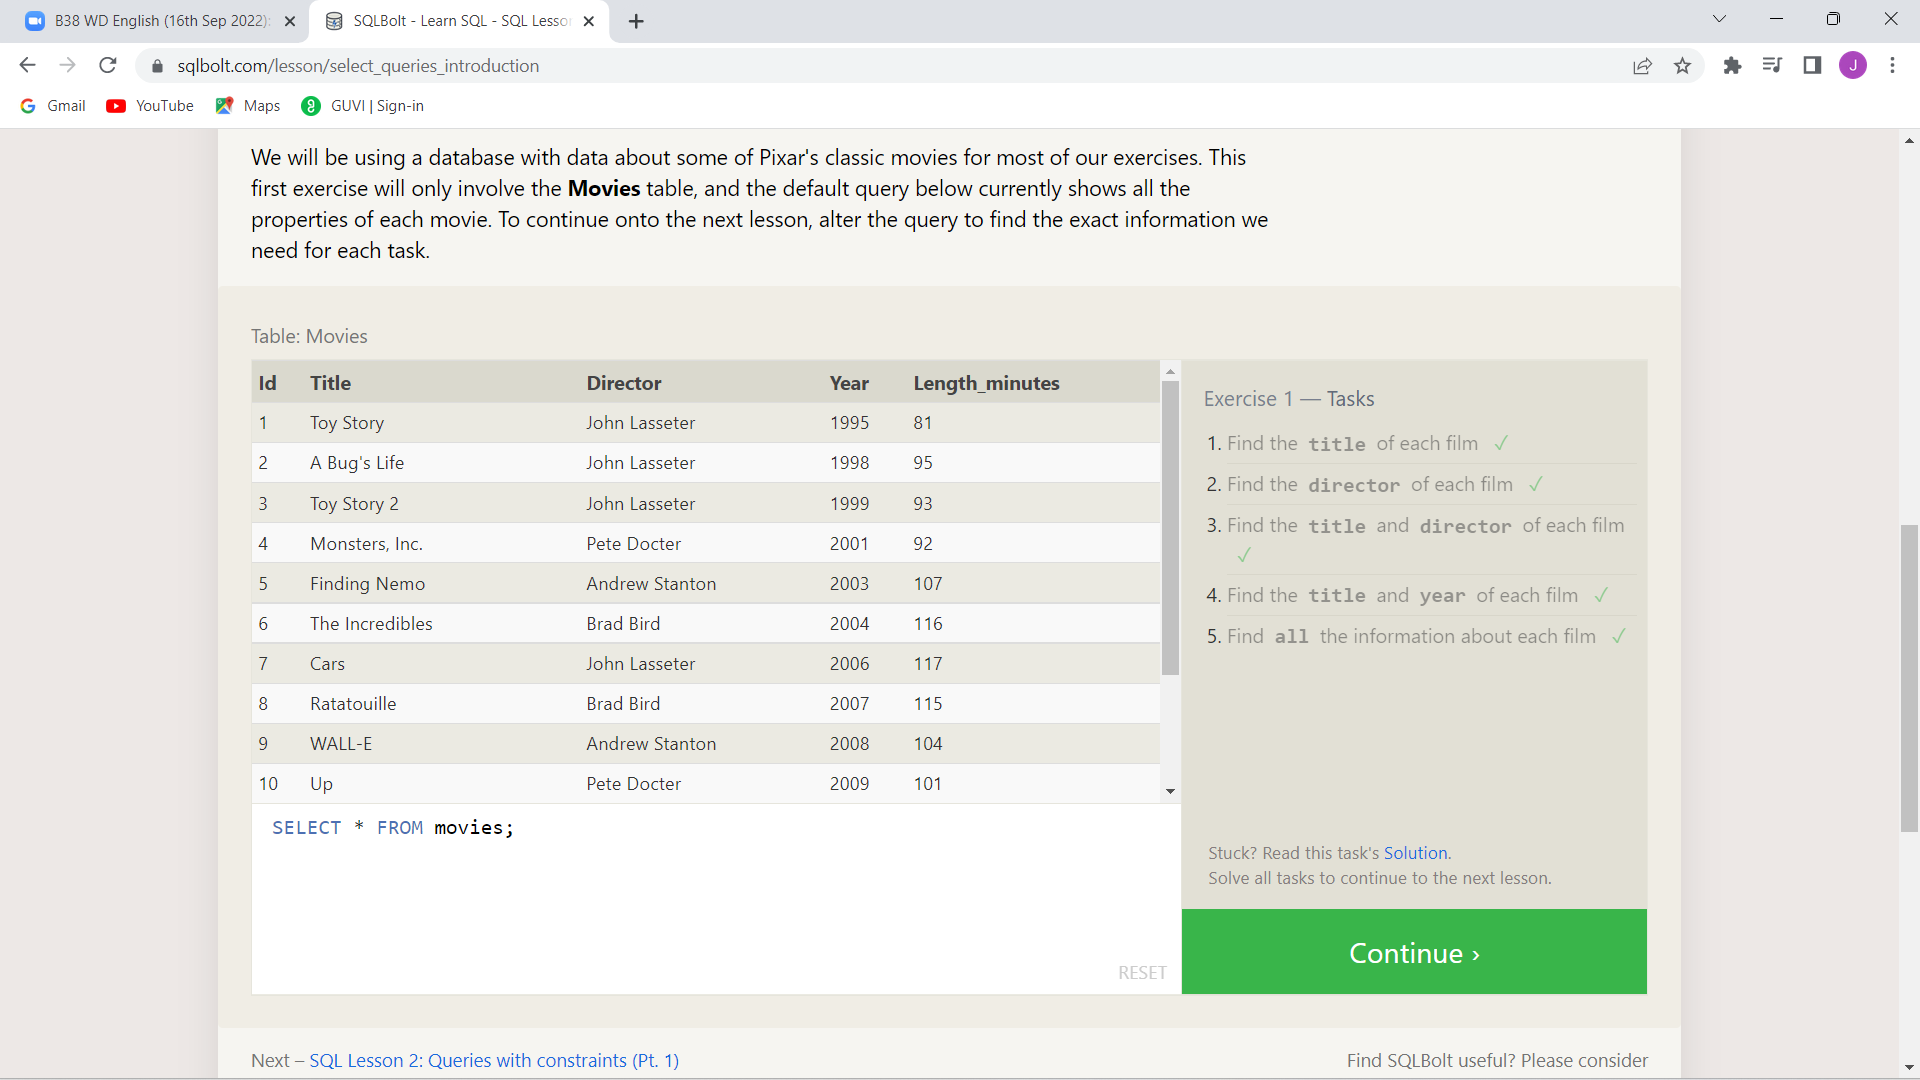 B38 WD English (16th Sep 2022):
SQLBolt - Learn SQL - SQL Lesso
sqlbolt.com/lesson/select_queries_introduction
J
Gmail
YouTube
Maps
GUVI | Sign-in
We will be using a database with data about some of Pixar's classic movies for most of our exercises. This
first exercise will only involve the Movies table, and the default query below currently shows all the
properties of each movie. To continue onto the next lesson, alter the query to find the exact information we
need for each task.
Table: Movies
Id Title Director Year Length_minutes
1 Toy Story John Lasseter 1995 81
2 A Bug's Life John Lasseter 1998 95
3 Toy Story 2 John Lasseter 1999 93
4 Monsters, Inc. Pete Docter 2001 92
5 Finding Nemo Andrew Stanton 2003 107
6 The Incredibles Brad Bird 2004 116
7 Cars John Lasseter 2006 117
8 Ratatouille Brad Bird 2007 115
9 WALL-E Andrew Stanton 2008 104
10 Up Pete Docter 2009 101
SELECT * FROM movies;
RESET
Exercise 1 — Tasks
1. Find the title of each film ✓
2. Find the director of each film ✓
3. Find the title and director of each film
✓
4. Find the title and year of each film ✓
5. Find all the information about each film ✓
Stuck? Read this task's Solution.
Solve all tasks to continue to the next lesson.
Continue ›
Next – SQL Lesson 2: Queries with constraints (Pt. 1)
Find SQLBolt useful? Please consider